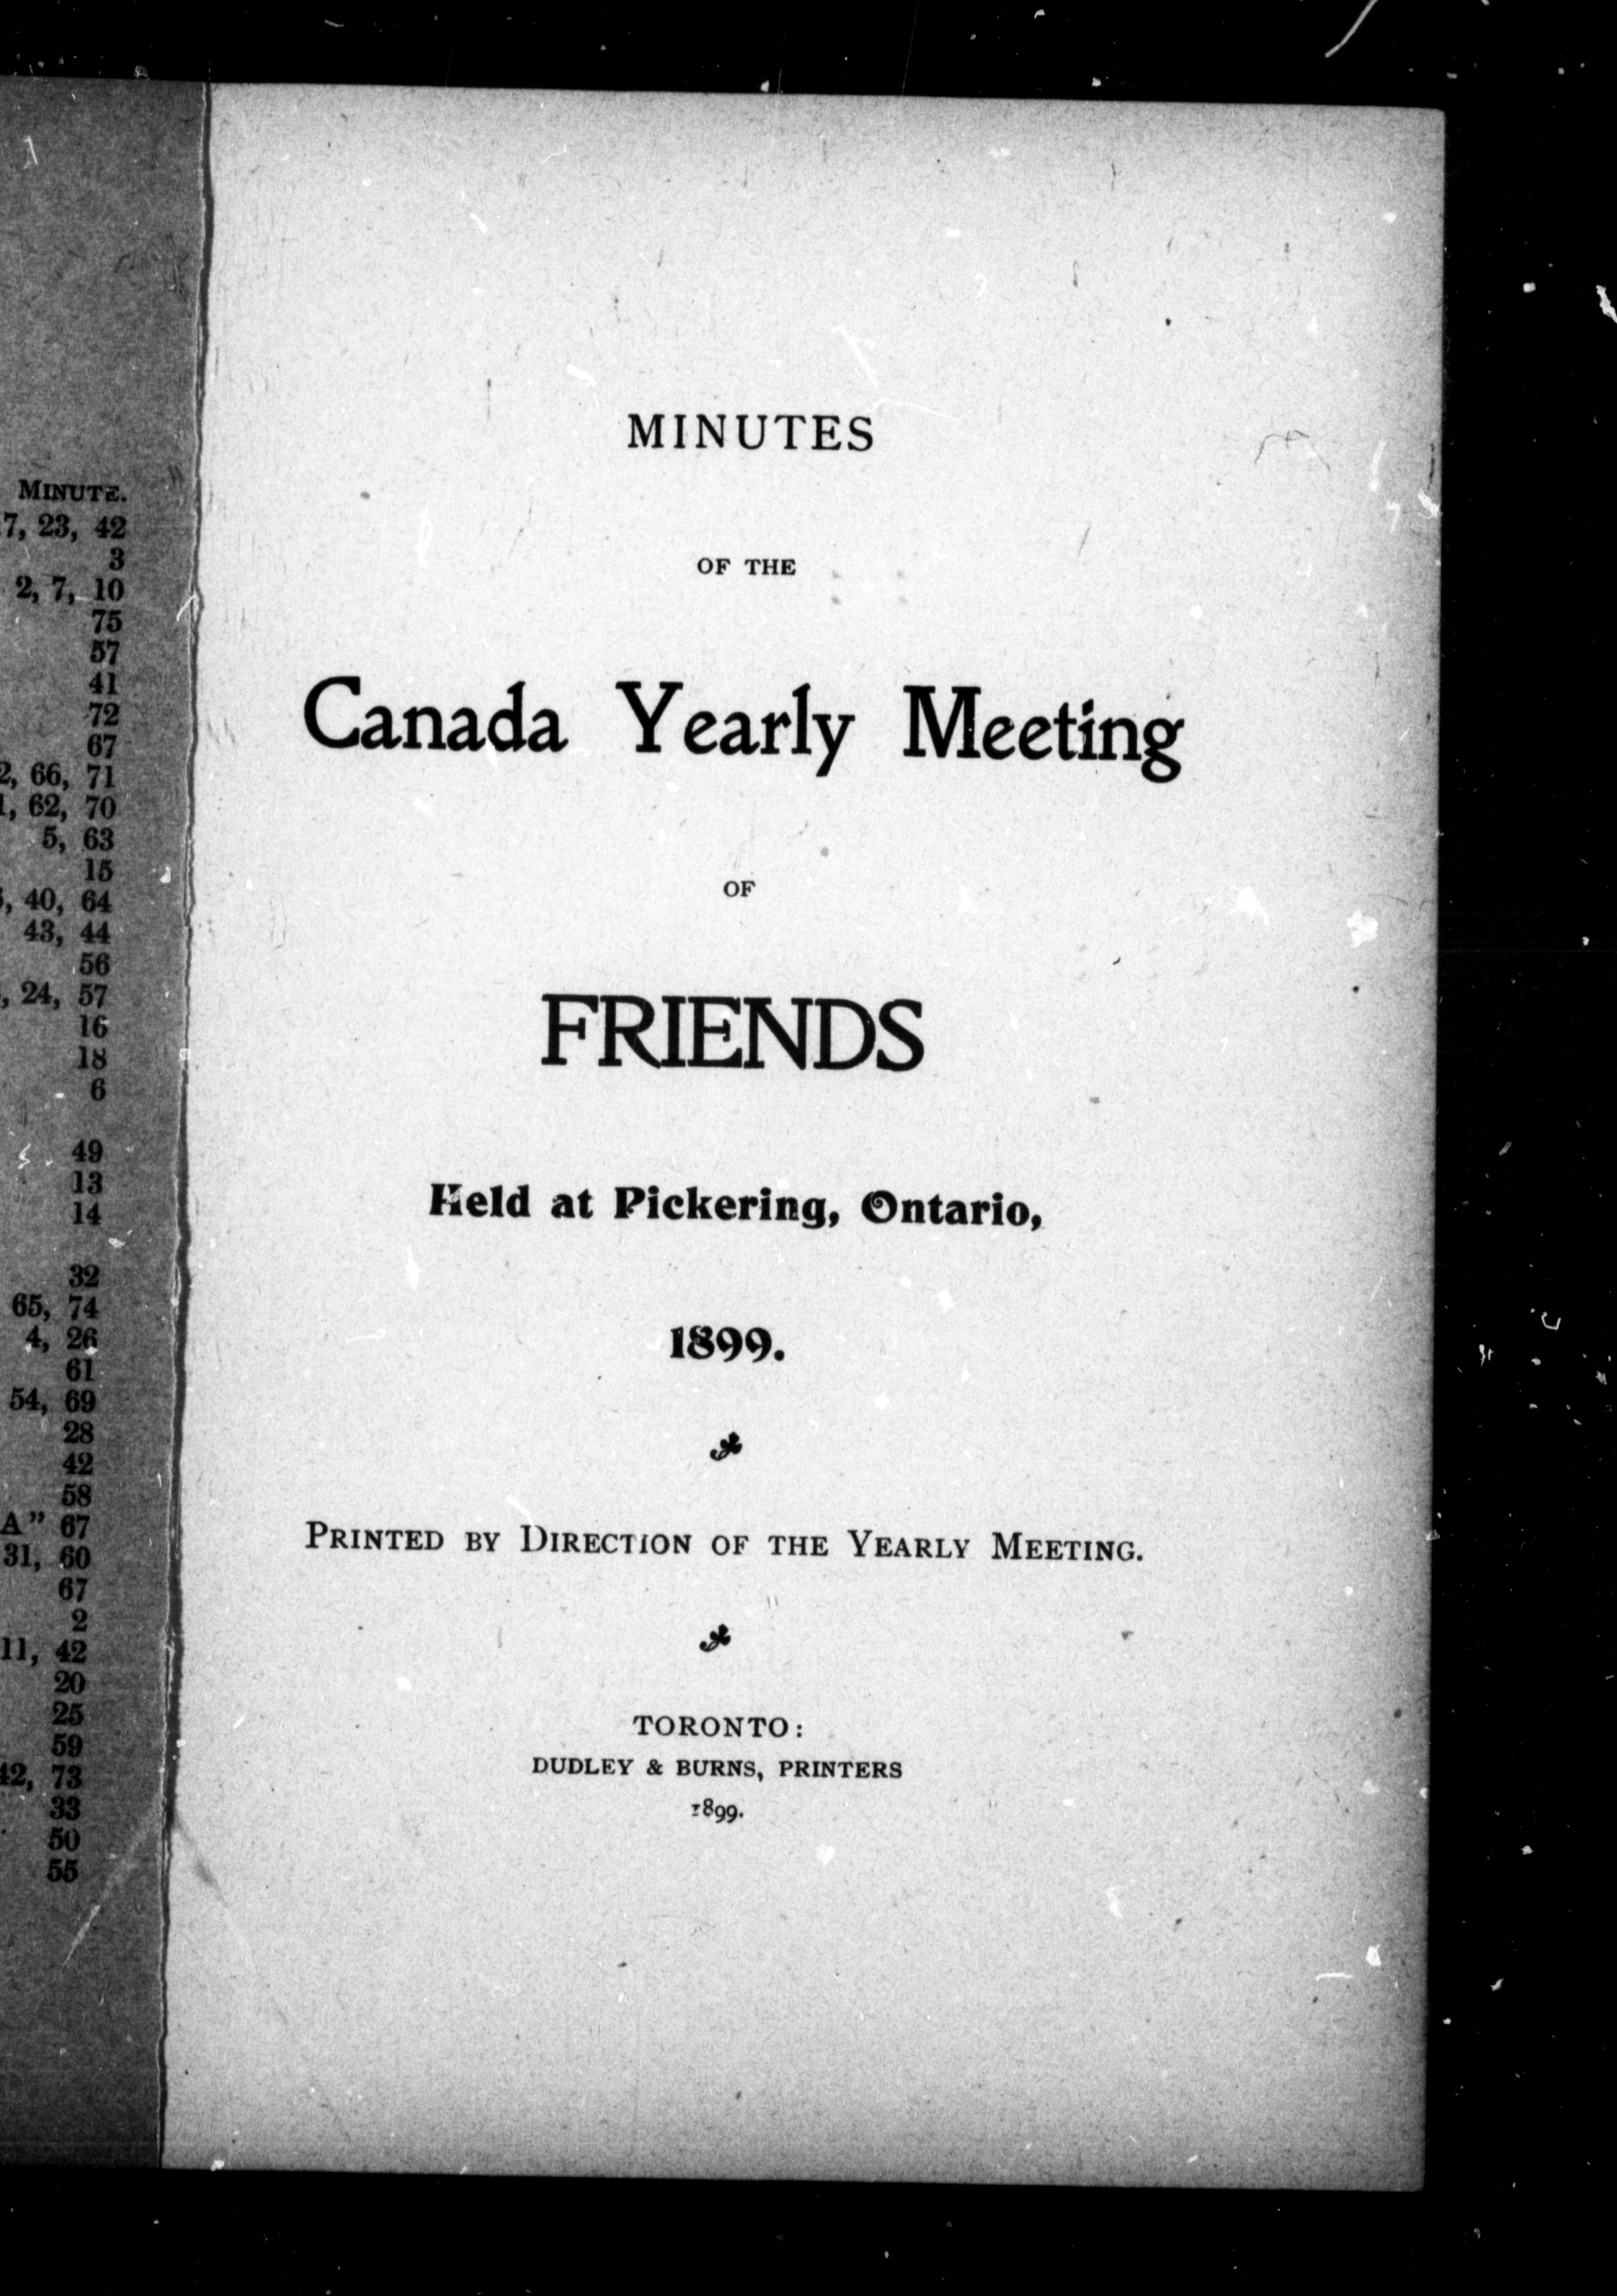 MINUTE.
7, 23, 42
3
2, 7, 10
75
57
41
72
67
2, 66, 71
1, 62, 70
5, 63
15
, 40, 64
43, 44
56
, 24, 57
16
18
6
49
13
14
32
65, 74
4, 26
61
54, 69
28
42
58
A" 67
31, 60
67
2
11, 42
20
25
59
42, 73
33
50
55
MINUTES
OF THE
Canada Yearly Meeting
OF
FRIENDS
Held at Pickering, Ontario,
1899.
PRINTED BY DIRECTION OF THE YEARLY MEETING.
TORONTO:
DUDLEY & BURNS, PRINTERS
1899.